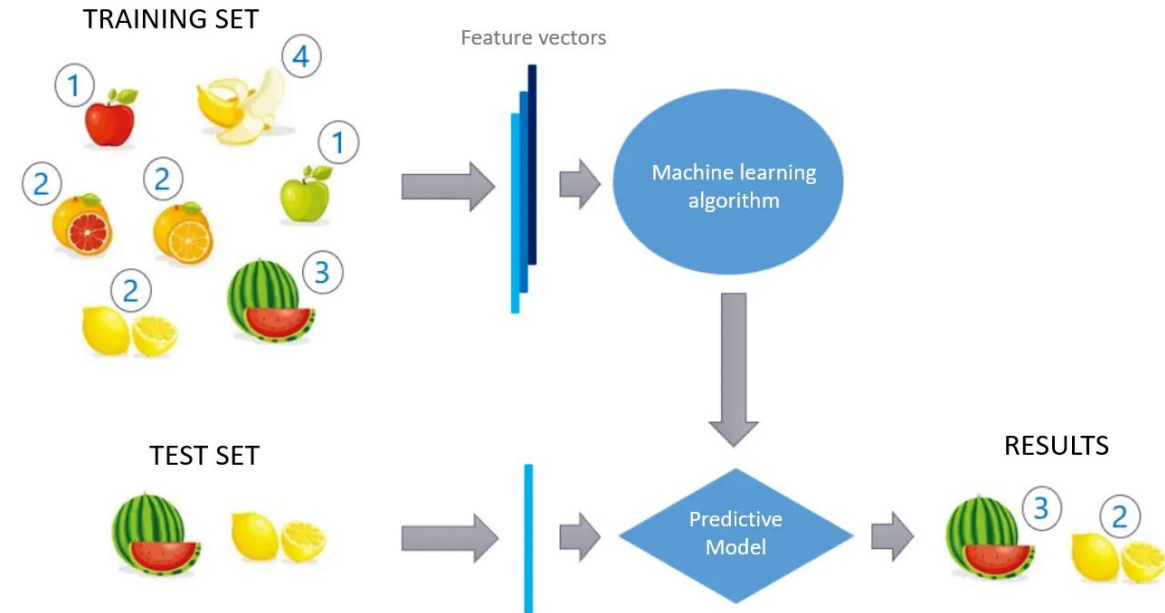 TRAINING SET
Feature vectors
4
1
1
2
2
3
2
Machine learning
algorithm
TEST SET
RESULTS
3
2
Predictive
Model